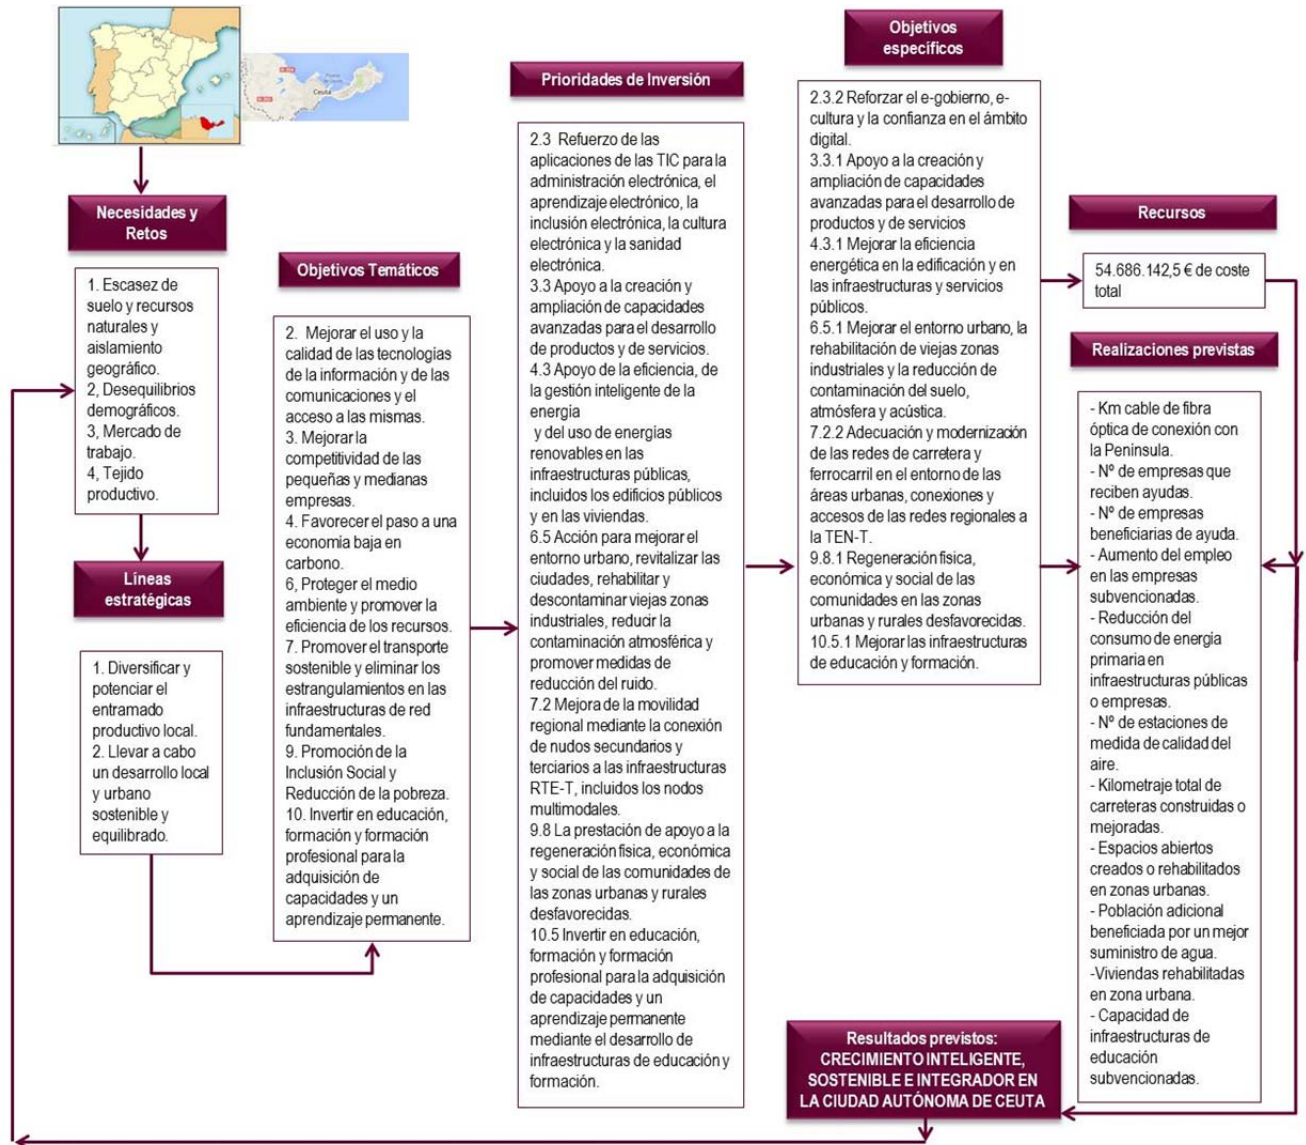 Ceuta
Necesidades y
Retos
1. Escasez de
suelo y recursos
naturales y
aislamiento
geográfico.
2, Desequilibrios
demográficos.
3, Mercado de
trabajo.
4, Tejido
productivo.
Líneas
estratégicas
1. Diversificar y
potenciar el
entramado
productivo local.
2. Llevar a cabo
un desarrollo local
y urbano
sostenible y
equilibrado.
Objetivos Temáticos
2. Mejorar el uso y la
calidad de las tecnologías
de la información y de las
comunicaciones y el
acceso a las mismas.
3. Mejorar la
competitividad de las
pequeñas y medianas
empresas.
4. Favorecer el paso a una
economía baja en
carbono.
6, Proteger el medio
ambiente y promover la
eficiencia de los recursos.
7. Promover el transporte
sostenible y eliminar los
estrangulamientos en las
infraestructuras de red
fundamentales.
9. Promoción de la
Inclusión Social y
Reducción de la pobreza.
10. Invertir en educación,
formación y formación
profesional para la
adquisición de
capacidades y un
aprendizaje permanente.
Prioridades de Inversión
2.3 Refuerzo de las
aplicaciones de las TIC para la
administración electrónica, el
aprendizaje electrónico, la
inclusión electrónica, la cultura
electrónica y la sanidad
electrónica.
3.3 Apoyo a la creación y
ampliación de capacidades
avanzadas para el desarrollo
de productos y de servicios.
4.3 Apoyo de la eficiencia, de
la gestión inteligente de la
energía
y del uso de energías
renovables en las
infraestructuras públicas,
incluidos los edificios públicos
y en las viviendas.
6.5 Acción para mejorar el
entorno urbano, revitalizar las
ciudades, rehabilitar y
descontaminar viejas zonas
industriales, reducir la
contaminación atmosférica y
promover medidas de
reducción del ruido.
7.2 Mejora de la movilidad
regional mediante la conexión
de nudos secundarios y
terciarios a las infraestructuras
RTE-T, incluidos los nodos
multimodales.
9.8 La prestación de apoyo a la
regeneración física, económica
y social de las comunidades de
las zonas urbanas y rurales
desfavorecidas.
10.5 Invertir en educación,
formación y formación
profesional para la adquisición
de capacidades y un
aprendizaje permanente
mediante el desarrollo de
infraestructuras de educación y
formación.
Objetivos
específicos
2.3.2 Reforzar el e-gobierno, e-
cultura y la confianza en el ámbito
digital.
3.3.1 Apoyo a la creación y
ampliación de capacidades
avanzadas para el desarrollo de
productos y de servicios
4.3.1 Mejorar la eficiencia
energética en la edificación y en
las infraestructuras y servicios
públicos.
6.5.1 Mejorar el entorno urbano, la
rehabilitación de viejas zonas
industriales y la reducción de
contaminación del suelo,
atmósfera y acústica.
7.2.2 Adecuación y modernización
de las redes de carretera y
ferrocarril en el entorno de las
áreas urbanas, conexiones y
accesos de las redes regionales a
la TEN-T.
9.8.1 Regeneración física,
económica y social de las
comunidades en las zonas
urbanas y rurales desfavorecidas.
10.5.1 Mejorar las infraestructuras
de educación y formación.
Recursos
54.686.142,5 € de coste
total
Realizaciones previstas
- Km cable de fibra
óptica de conexión con
la Península.
- Nº de empresas que
reciben ayudas.
- Nº de empresas
beneficiarias de ayuda.
- Aumento del empleo
en las empresas
subvencionadas.
- Reducción del
consumo de energía
primaria en
infraestructuras públicas
o empresas.
- Nº de estaciones de
medida de calidad del
aire.
- Kilometraje total de
carreteras construidas o
mejoradas.
- Espacios abiertos
creados o rehabilitados
en zonas urbanas.
- Población adicional
beneficiada por un mejor
suministro de agua.
-Viviendas rehabilitadas
en zona urbana.
- Capacidad de
infraestructuras de
educación
subvencionadas.
Resultados previstos:
CRECIMIENTO INTELIGENTE,
SOSTENIBLE E INTEGRADOR EN
LA CIUDAD AUTÓNOMA DE CEUTA